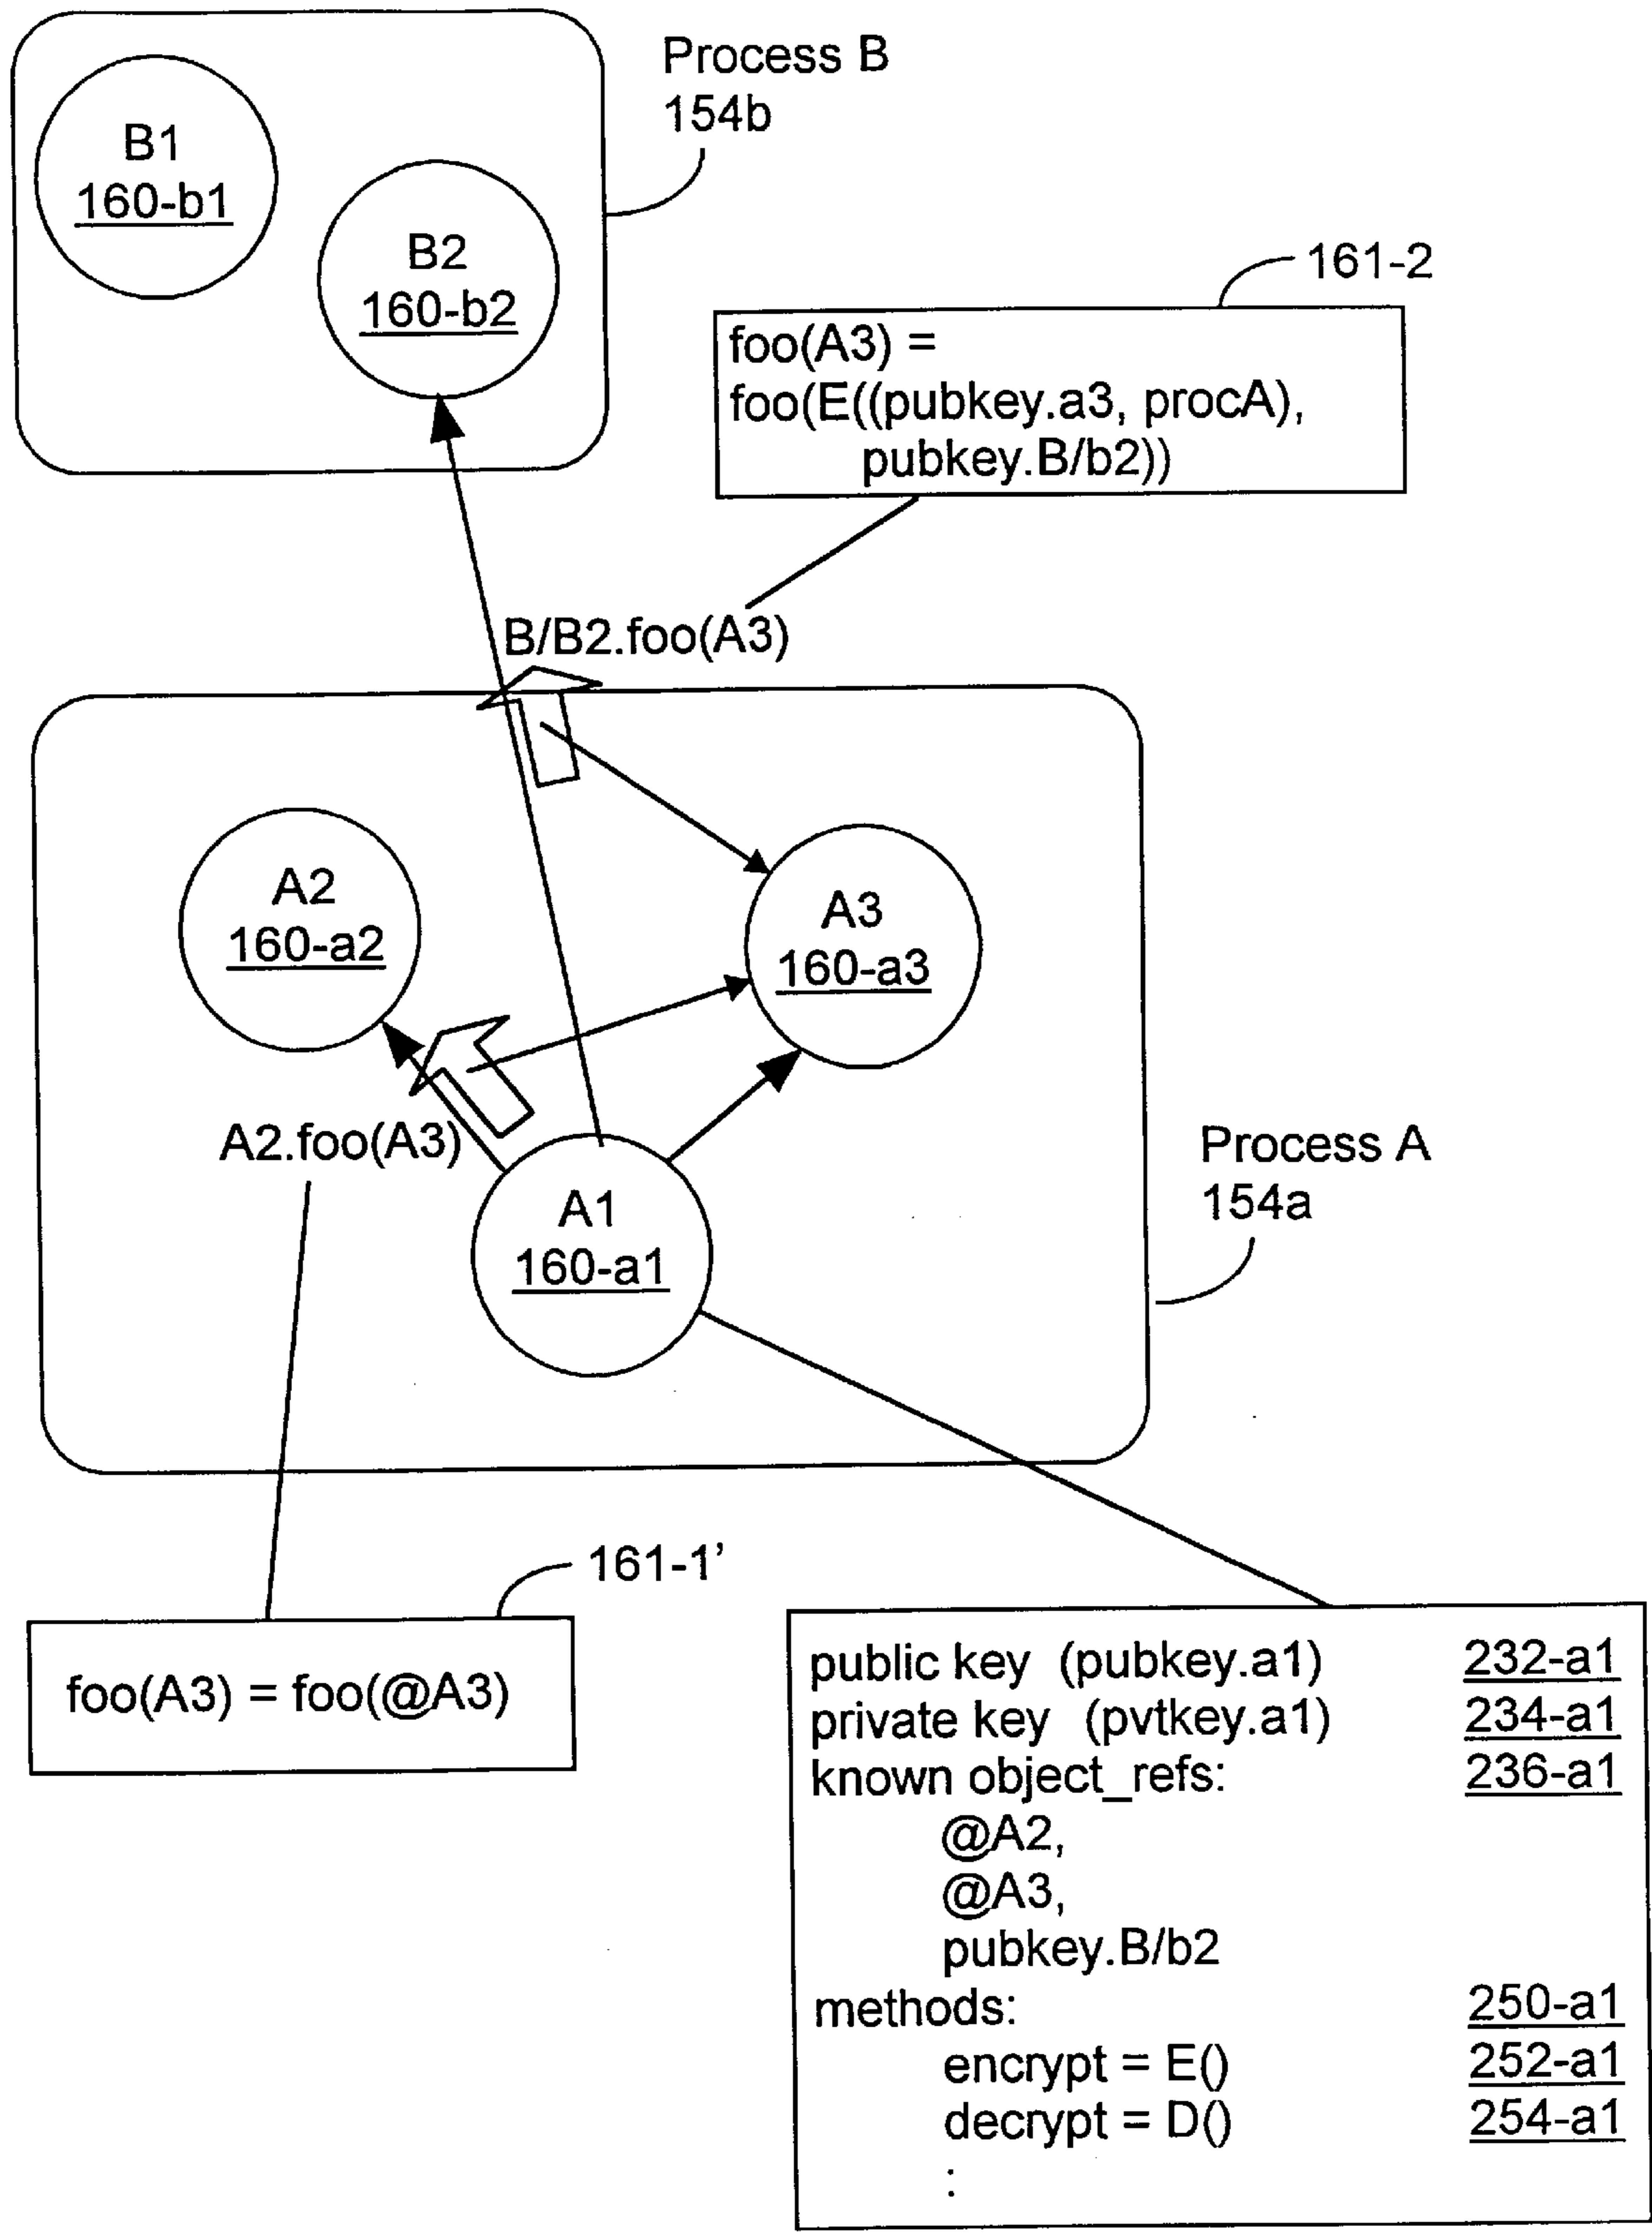 Process B
154b
B1
160-b1
B2
160-b2
161-2
foo(A3) =
foo(E((pubkey.a3, procA),
pubkey.B/b2))
B/B2.foo(A3)
A2
160-a2
A3
160-a3
A2.foo(A3)
A1
160-a1
Process A
154a
161-1’
foo(A3) = foo(@A3)
public key (pubkey.a1) 232-a1
private key (pvtkey.a1) 234-a1
known object_refs: 236-a1
@A2,
@A3,
pubkey.B/b2
methods: 250-a1
encrypt = E() 252-a1
decrypt = D() 254-a1
: